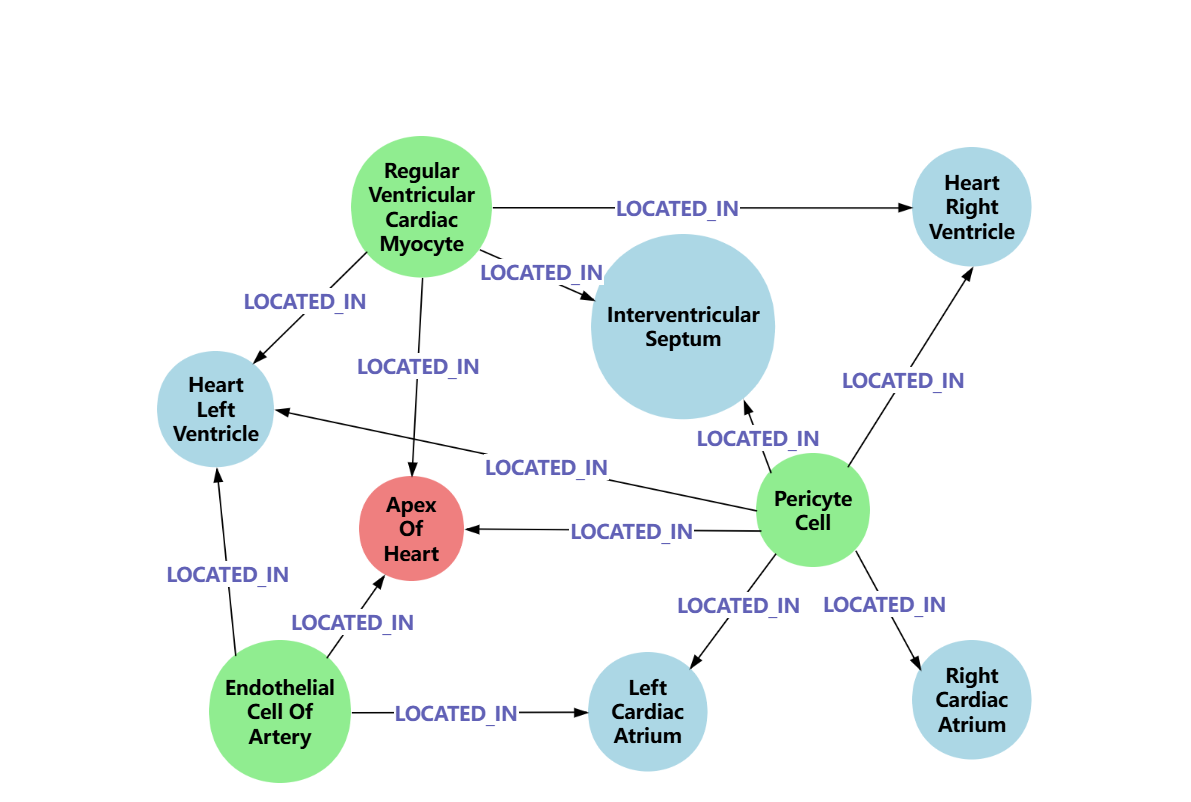 Regular
Ventricular
Cardiac
Myocyte
Heart
Right
Ventricle
LOCATED_IN
LOCATED_IN
LOCATED_IN
Interventricular
Septum
LOCATED_IN
LOCATED_IN
Heart
Left
Ventricle
LOCATED_IN
LOCATED_IN
Pericyte
Cell
Apex
Of
Heart
LOCATED_IN
LOCATED_IN
LOCATED_IN
LOCATED_IN
LOCATED_IN
Endothelial
Cell Of
Artery
LOCATED_IN
Left
Cardiac
Atrium
Right
Cardiac
Atrium